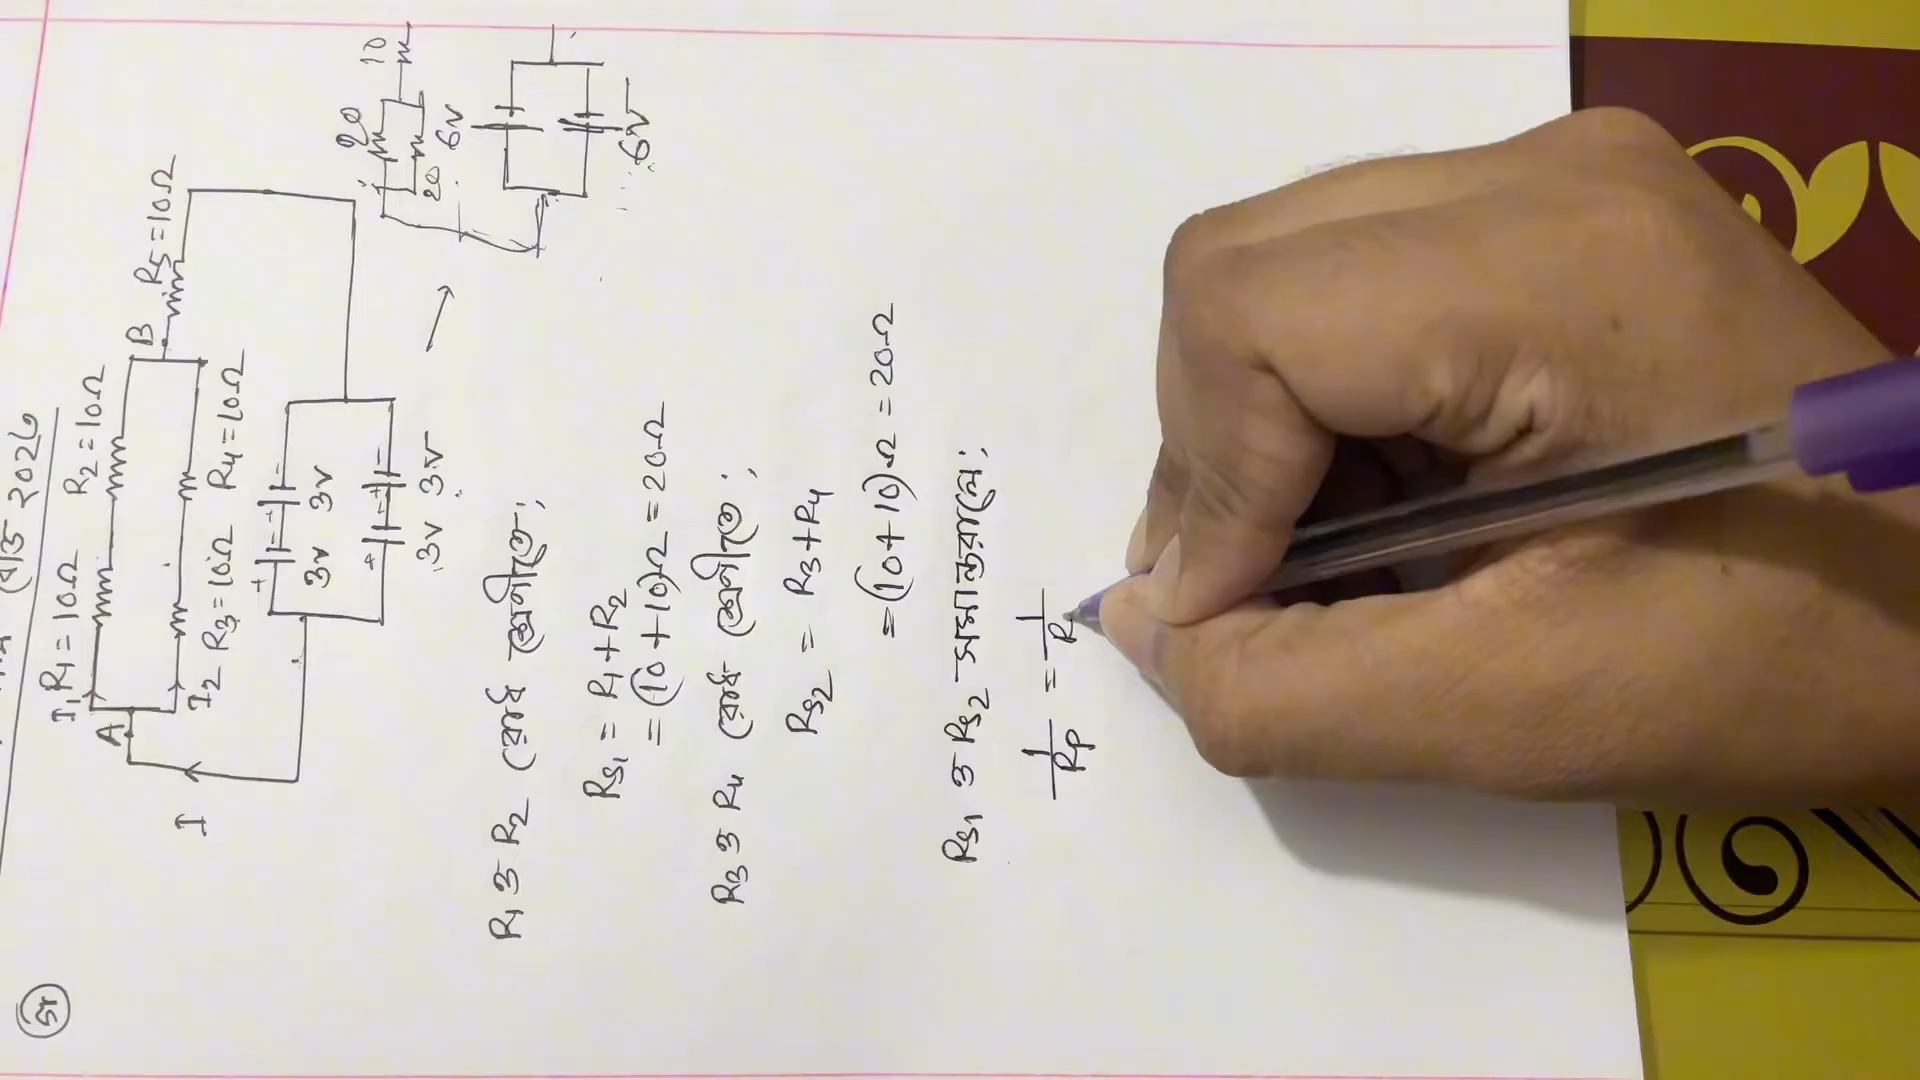 বোর্ড 2026
I₁ R₁ = 10Ω R₂ = 10Ω
A B R₅ = 10Ω
I₂ R₃ = 10Ω R₄ = 10Ω
I
+ - + -
3v 3v
+ - + -
3v 3v
20 10
20
6v
6v
R₁ ও R₂ রোধ শ্রেণীতে;
Rs₁ = R₁ + R₂
= (10 + 10)Ω = 20Ω
R₃ ও R₄ রোধ শ্রেণীতে;
Rs₂ = R₃ + R₄
= (10 + 10)Ω = 20Ω
Rs₁ ও Rs₂ সমান্তরালে;
1/Rp = 1/R